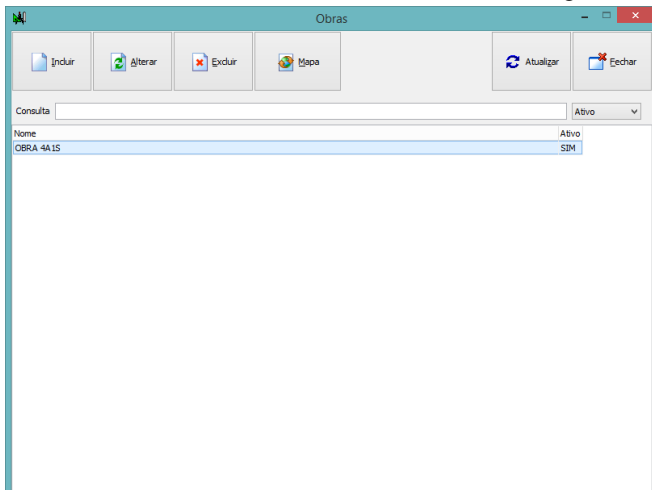 Obras
Incluir Alterar Excluir Mapa Atualizar Fechar
Consulta Ativo
Nome Ativo
OBRA 4A1S SIM